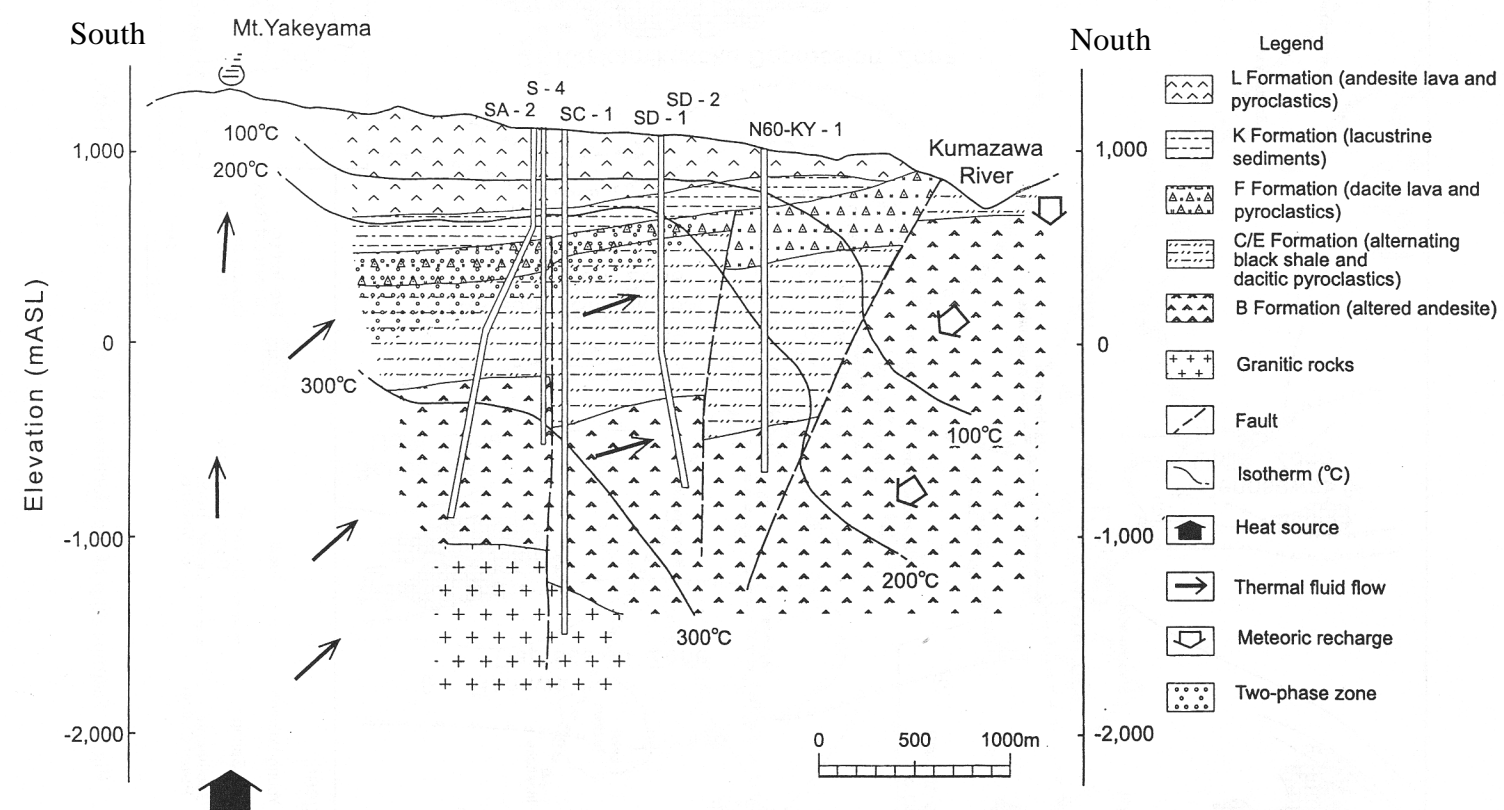 South
Mt.Yakeyama
Nouth
Legend
S - 4
SA - 2
SC - 1
SD - 2
SD - 1
N60-KY - 1
Kumazawa
River
100°C
200°C
300°C
100°C
200°C
300°C
Elevation (mASL)
1,000
0
-1,000
-2,000
1,000
0
-1,000
-2,000
0
500
1000m
L Formation (andesite lava and
pyroclastics)
K Formation (lacustrine
sediments)
F Formation (dacite lava and
pyroclastics)
C/E Formation (alternating
black shale and
dacitic pyroclastics)
B Formation (altered andesite)
Granitic rocks
Fault
Isotherm (°C)
Heat source
Thermal fluid flow
Meteoric recharge
Two-phase zone